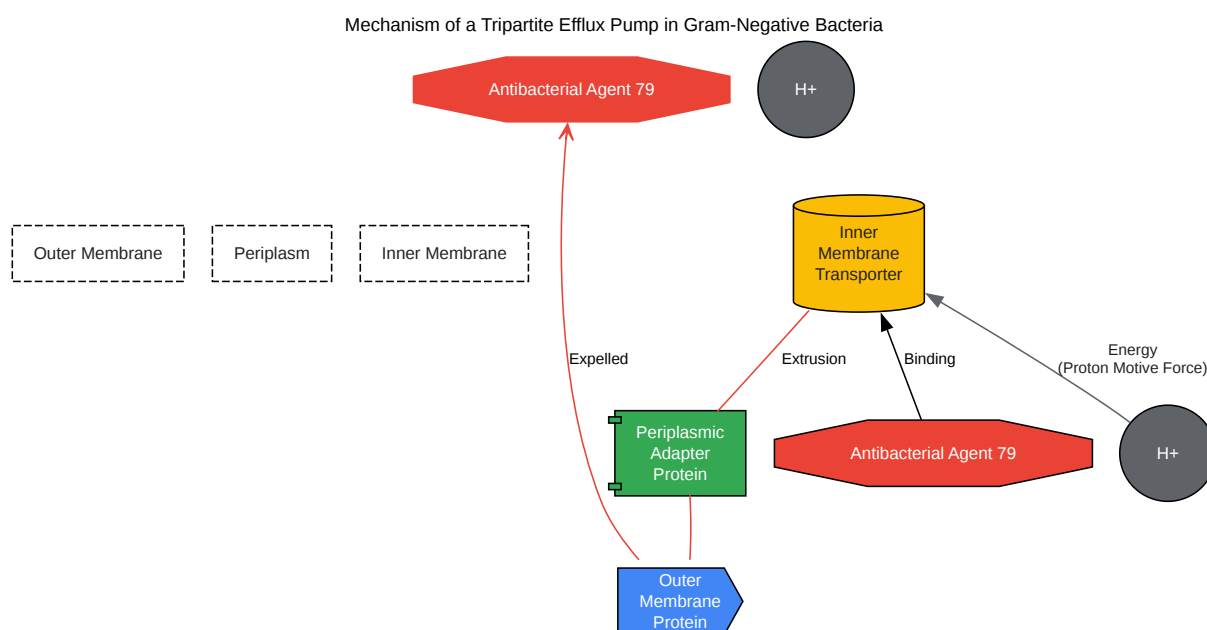 Mechanism of a Tripartite Efflux Pump in Gram-Negative Bacteria
Antibacterial Agent 79
H+
Outer Membrane
Periplasm
Inner Membrane
Inner
Membrane
Transporter
Expelled
Extrusion
Binding
Energy
(Proton Motive Force)
Periplasmic
Adapter
Protein
Antibacterial Agent 79
H+
Outer
Membrane
Protein